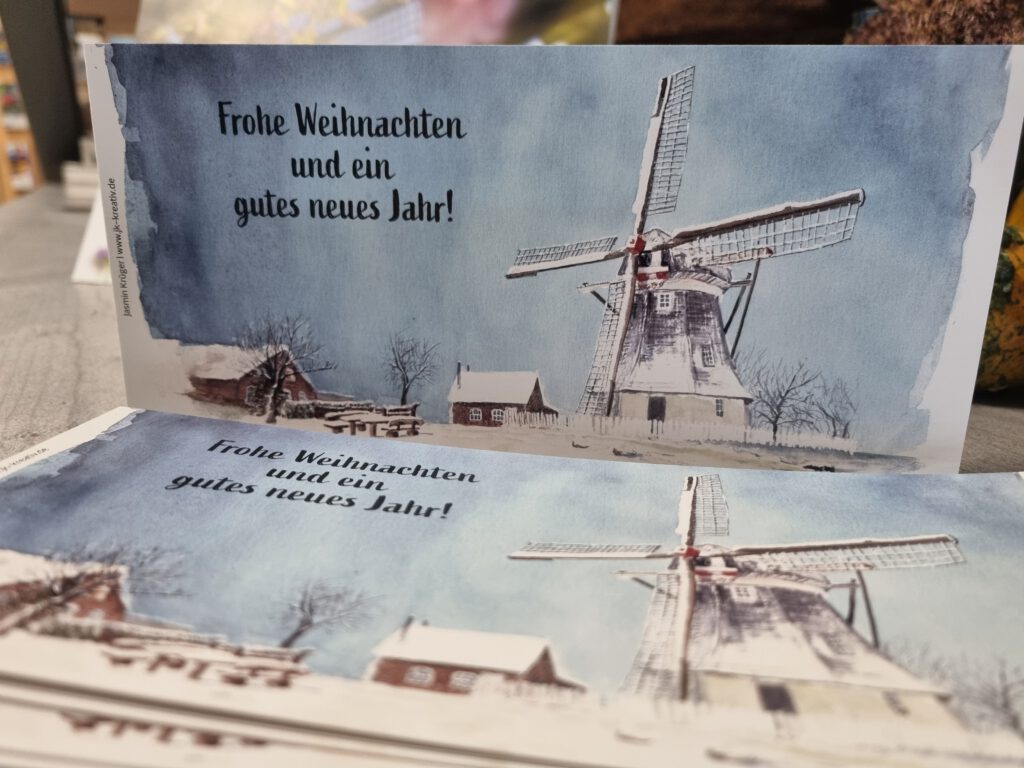 Frohe Weihnachten
und ein
gutes neues Jahr!
Jasmin Krüger | www.jk-kreativ.de
Frohe Weihnachten
und ein
gutes neues Jahr!